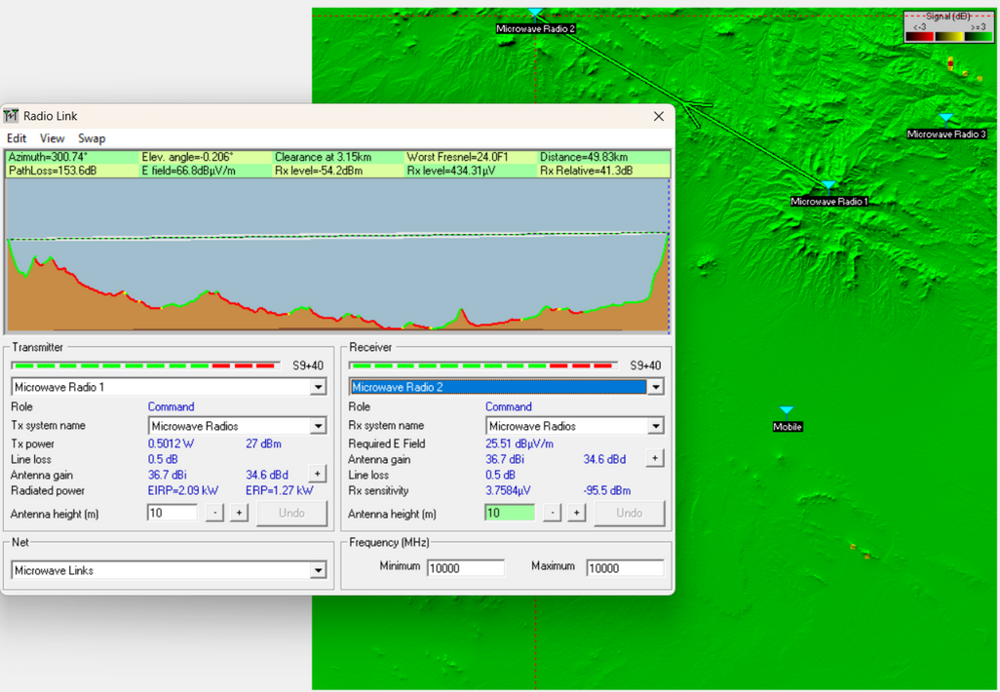 Microwave Radio 2
Signal (dB)
<-3 >=3
Microwave Radio 3
Microwave Radio 1
Mobile
Radio Link
Edit View Swap
Azimuth=300.74° Elev. angle=-0.206° Clearance at 3.15km Worst Fresnel=24.0F1 Distance=49.83km
PathLoss=153.6dB E field=66.8dBµV/m Rx level=-54.2dBm Rx level=434.31µV Rx Relative=41.3dB
Transmitter
S9+40
Microwave Radio 1
Role Command
Tx system name Microwave Radios
Tx power 0.5012 W 27 dBm
Line loss 0.5 dB
Antenna gain 36.7 dBi 34.6 dBd +
Radiated power EIRP=2.09 kW ERP=1.27 kW
Antenna height (m) 10 - + Undo
Receiver
S9+40
Microwave Radio 2
Role Command
Rx system name Microwave Radios
Required E Field 25.51 dBµV/m
Antenna gain 36.7 dBi 34.6 dBd +
Line loss 0.5 dB
Rx sensitivity 3.7584µV -95.5 dBm
Antenna height (m) 10 - + Undo
Net
Microwave Links
Frequency (MHz)
Minimum 10000 Maximum 10000